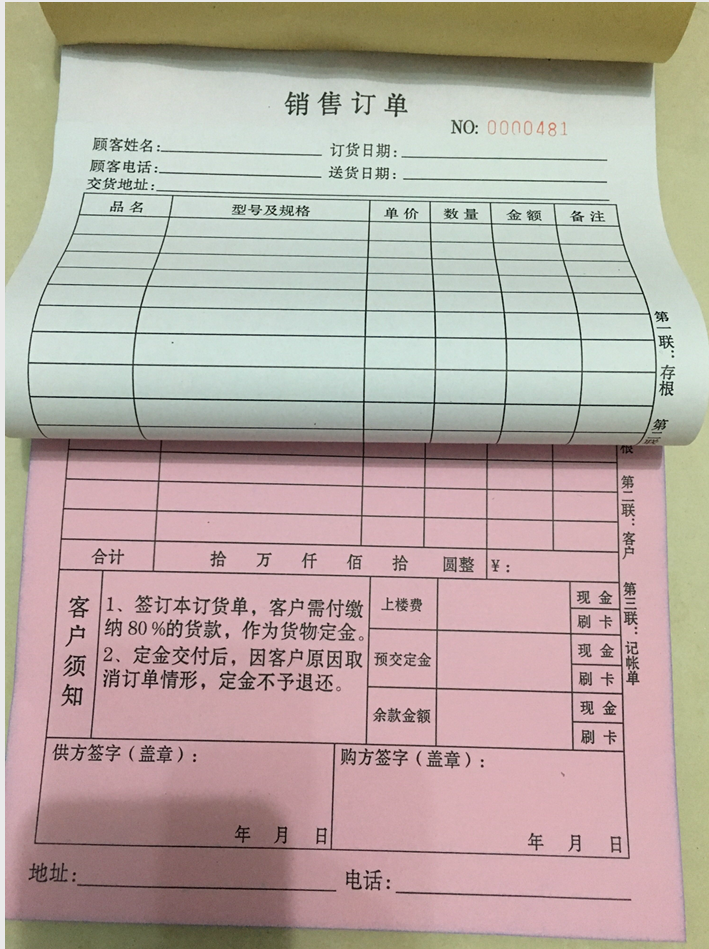 销售订单
NO: 0000481
顾客姓名: 订货日期:
顾客电话: 送货日期:
交货地址:
品名 型号及规格 单价 数量 金额 备注
第一联：存根
第二联
根
第二联：客户
第三联：记帐单
合计 拾 万 仟 佰 拾 圆整 ¥:
客户须知
1、签订本订货单，客户需付缴
纳80%的货款，作为货物定金。
2、定金交付后，因客户原因取
消订单情形，定金不予退还。
上楼费 现金
刷卡
预交定金 现金
刷卡
余款金额 现金
刷卡
供方签字（盖章）: 购方签字（盖章）:
年 月 日 年 月 日
地址: 电话: